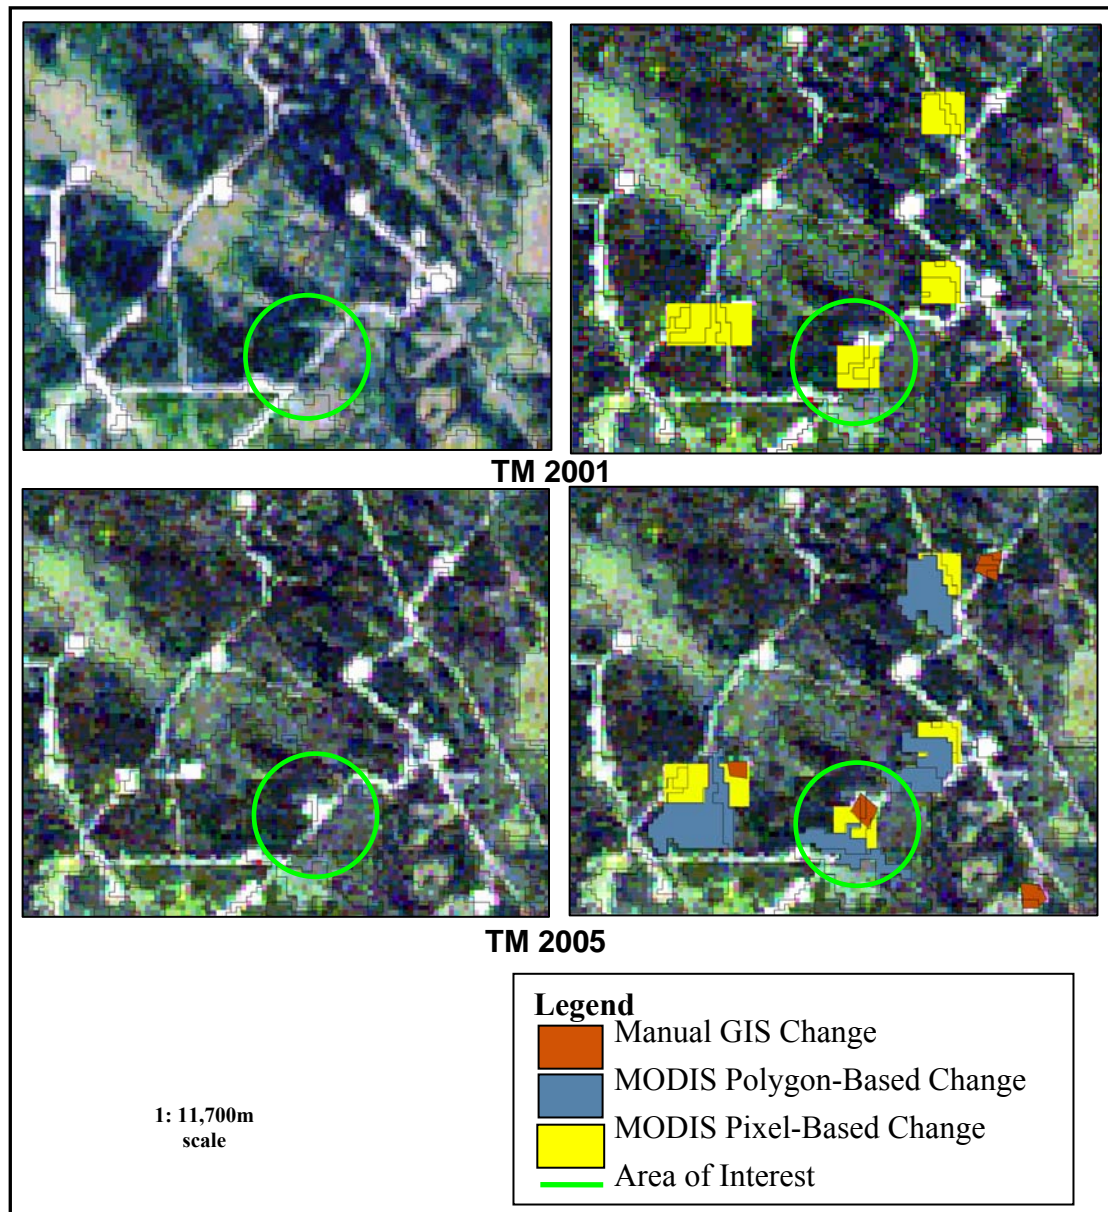 TM 2001
TM 2005
Legend
Manual GIS Change
MODIS Polygon-Based Change
MODIS Pixel-Based Change
Area of Interest
1: 11,700m
scale